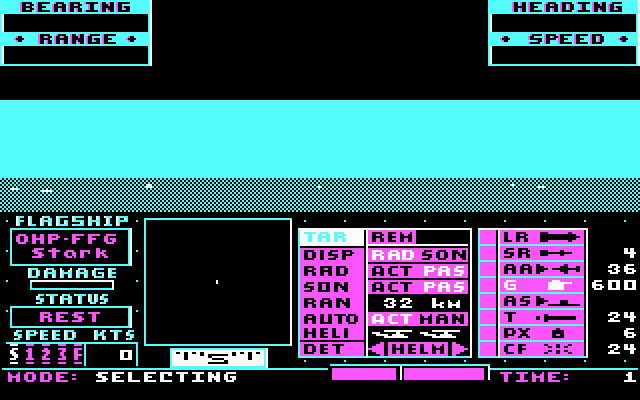 BEARING
HEADING
RANGE
SPEED
FLAGSHIP
OHP-FFG
Stark
DAMAGE
STATUS
REST
SPEED KTS
S 1 2 3 F 0
TAR REM
DISP RAD SON
RAD ACT PAS
SON ACT PAS
RAN 32 kw
AUTO ACT MAN
HELI
DET HELM
LR
SR 4
AA 36
G 600
AS
T 24
PX 6
CF 24
TST
MODE: SELECTING
TIME: 1